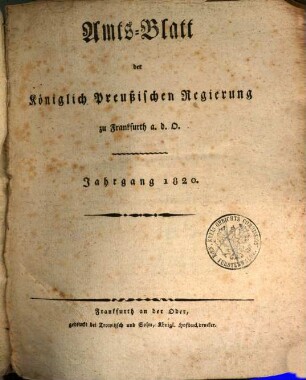 Amts-Blatt
der
Königlich Preußischen Regierung
zu Frankfurth a. d. O.
Jahrgang 1820.
Frankfurth an der Oder,
gedruckt bei Trowitzsch und Sohn, Königl. Hofbuchdrucker.